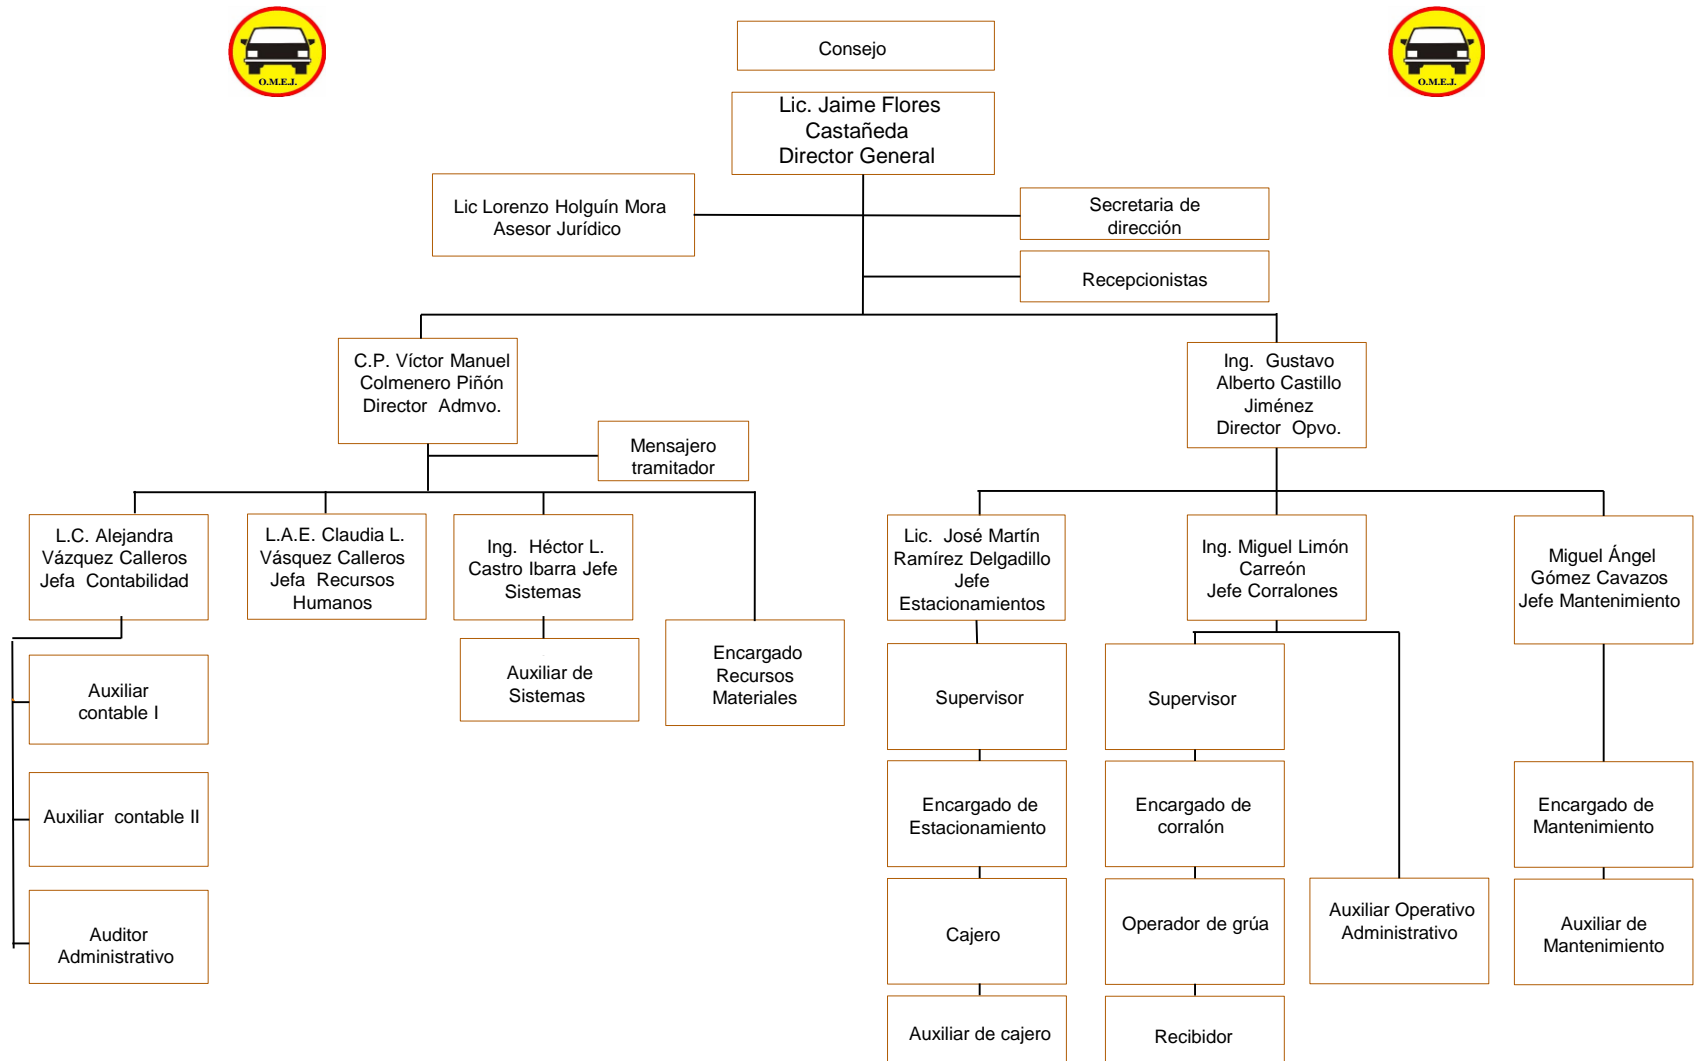 O.M.E.J.
O.M.E.J.
Consejo
Lic. Jaime Flores
Castañeda
Director General
Lic Lorenzo Holguín Mora
Asesor Jurídico
Secretaria de
dirección
Recepcionistas
C.P. Víctor Manuel
Colmenero Piñón
Director Admvo.
Ing. Gustavo
Alberto Castillo
Jiménez
Director Opvo.
Mensajero
tramitador
L.C. Alejandra
Vázquez Calleros
Jefa Contabilidad
L.A.E. Claudia L.
Vásquez Calleros
Jefa Recursos
Humanos
Ing. Héctor L.
Castro Ibarra Jefe
Sistemas
Encargado
Recursos
Materiales
Lic. José Martín
Ramírez Delgadillo
Jefe
Estacionamientos
Ing. Miguel Limón
Carreón
Jefe Corralones
Miguel Ángel
Gómez Cavazos
Jefe Mantenimiento
Auxiliar
contable I
Auxiliar de
Sistemas
Supervisor
Supervisor
Auxiliar contable II
Encargado de
Estacionamiento
Encargado de
corralón
Encargado de
Mantenimiento
Auditor
Administrativo
Cajero
Operador de grúa
Auxiliar Operativo
Administrativo
Auxiliar de
Mantenimiento
Auxiliar de cajero
Recibidor